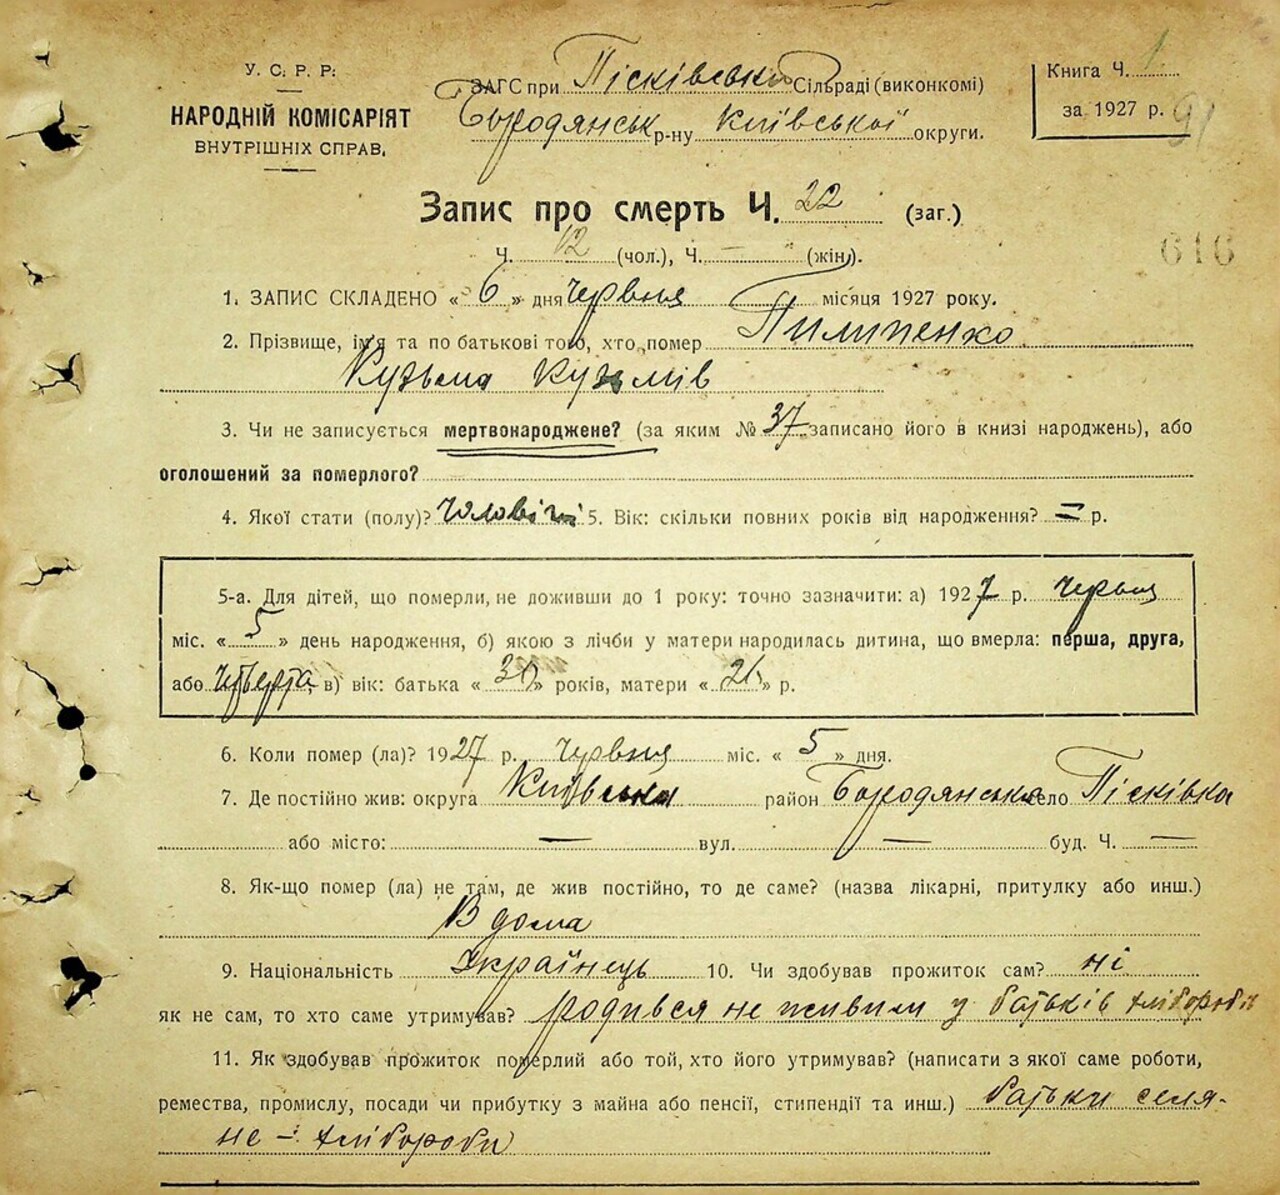 У. С. Р. Р.
НАРОДНІЙ КОМІСАРІЯТ
ВНУТРІШНІХ СПРАВ.
ЗАГС при Пісківській Сільраді (виконкомі)
Бородянськ р-ну Київської округи.
Книга Ч. 1
за 1927 р. 91
Запис про смерть Ч. 22 (заг.)
Ч. 12 (чол.), Ч. — (жін.).
616
1. ЗАПИС СКЛАДЕНО « 6 » дня червня місяця 1927 року.
2. Прізвище, ім'я та по батькові того, хто помер Пилипенко
Кузьма Кузьмів
3. Чи не записується мертвонароджене? (за яким № 37 записано його в книзі народжень), або
оголошений за померлого?
4. Якої стати (полу)? чоловічої 5. Вік: скільки повних років від народження? — р.
5-а. Для дітей, що померли, не доживши до 1 року: точно зазначити: а) 1927 р. червня
міс. « 5 » день народження, б) якою з лічби у матери народилась дитина, що вмерла: перша, друга,
або четверта, в) вік: батька « 30 » років, матери « 26 » р.
6. Коли помер (ла)? 1927 р. червня міс. « 5 » дня.
7. Де постійно жив: округа Київська район Бородянська село Пісківка
або місто: — вул. — буд. Ч. —
8. Як-що помер (ла) не там, де жив постійно, то де саме? (назва лікарні, притулку або инш.)
В дома
9. Національність Українець 10. Чи здобував прожиток сам? ні
як не сам, то хто саме утримував? родився не живим у батьків хліборобів
11. Як здобував прожиток померлий або той, хто його утримував? (написати з якої саме роботи,
ремества, промислу, посади чи прибутку з майна або пенсії, стипендії та инш.) батьки селя-
не - хлібороби